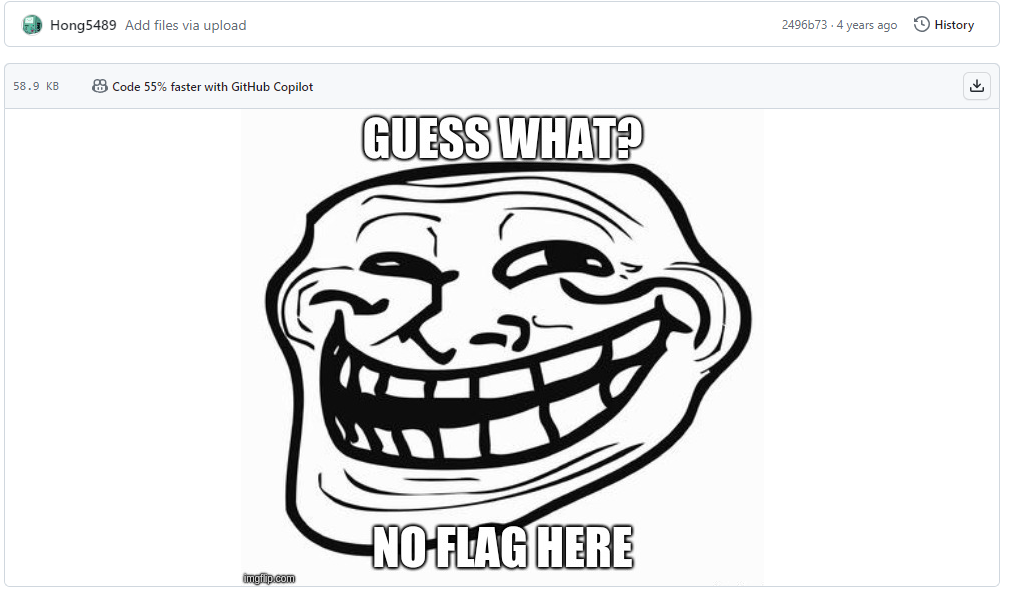 Hong5489 Add files via upload 2496b73 · 4 years ago History
58.9 KB Code 55% faster with GitHub Copilot
GUESS WHAT?
NO FLAG HERE
imgflip.com